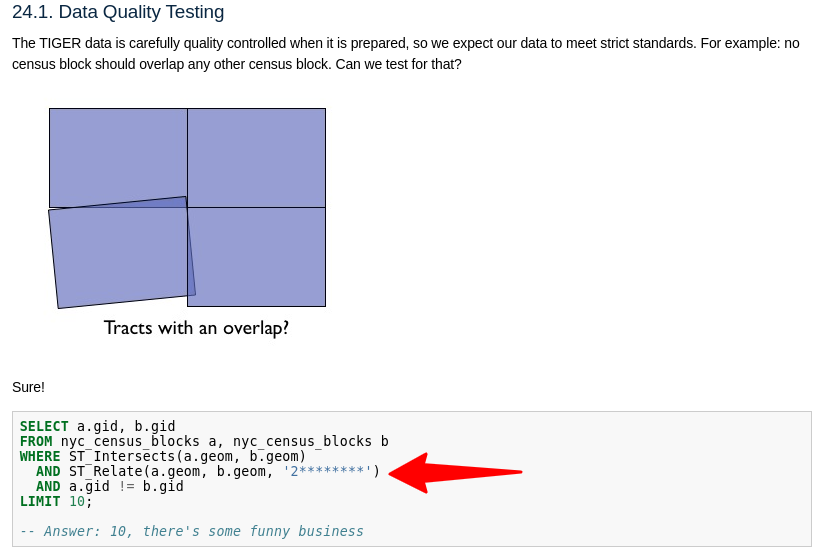 24.1. Data Quality Testing
The TIGER data is carefully quality controlled when it is prepared, so we expect our data to meet strict standards. For example: no
census block should overlap any other census block. Can we test for that?
Tracts with an overlap?
Sure!
SELECT a.gid, b.gid
FROM nyc_census_blocks a, nyc_census_blocks b
WHERE ST_Intersects(a.geom, b.geom)
  AND ST_Relate(a.geom, b.geom, '2********')
  AND a.gid != b.gid
LIMIT 10;
-- Answer: 10, there's some funny business